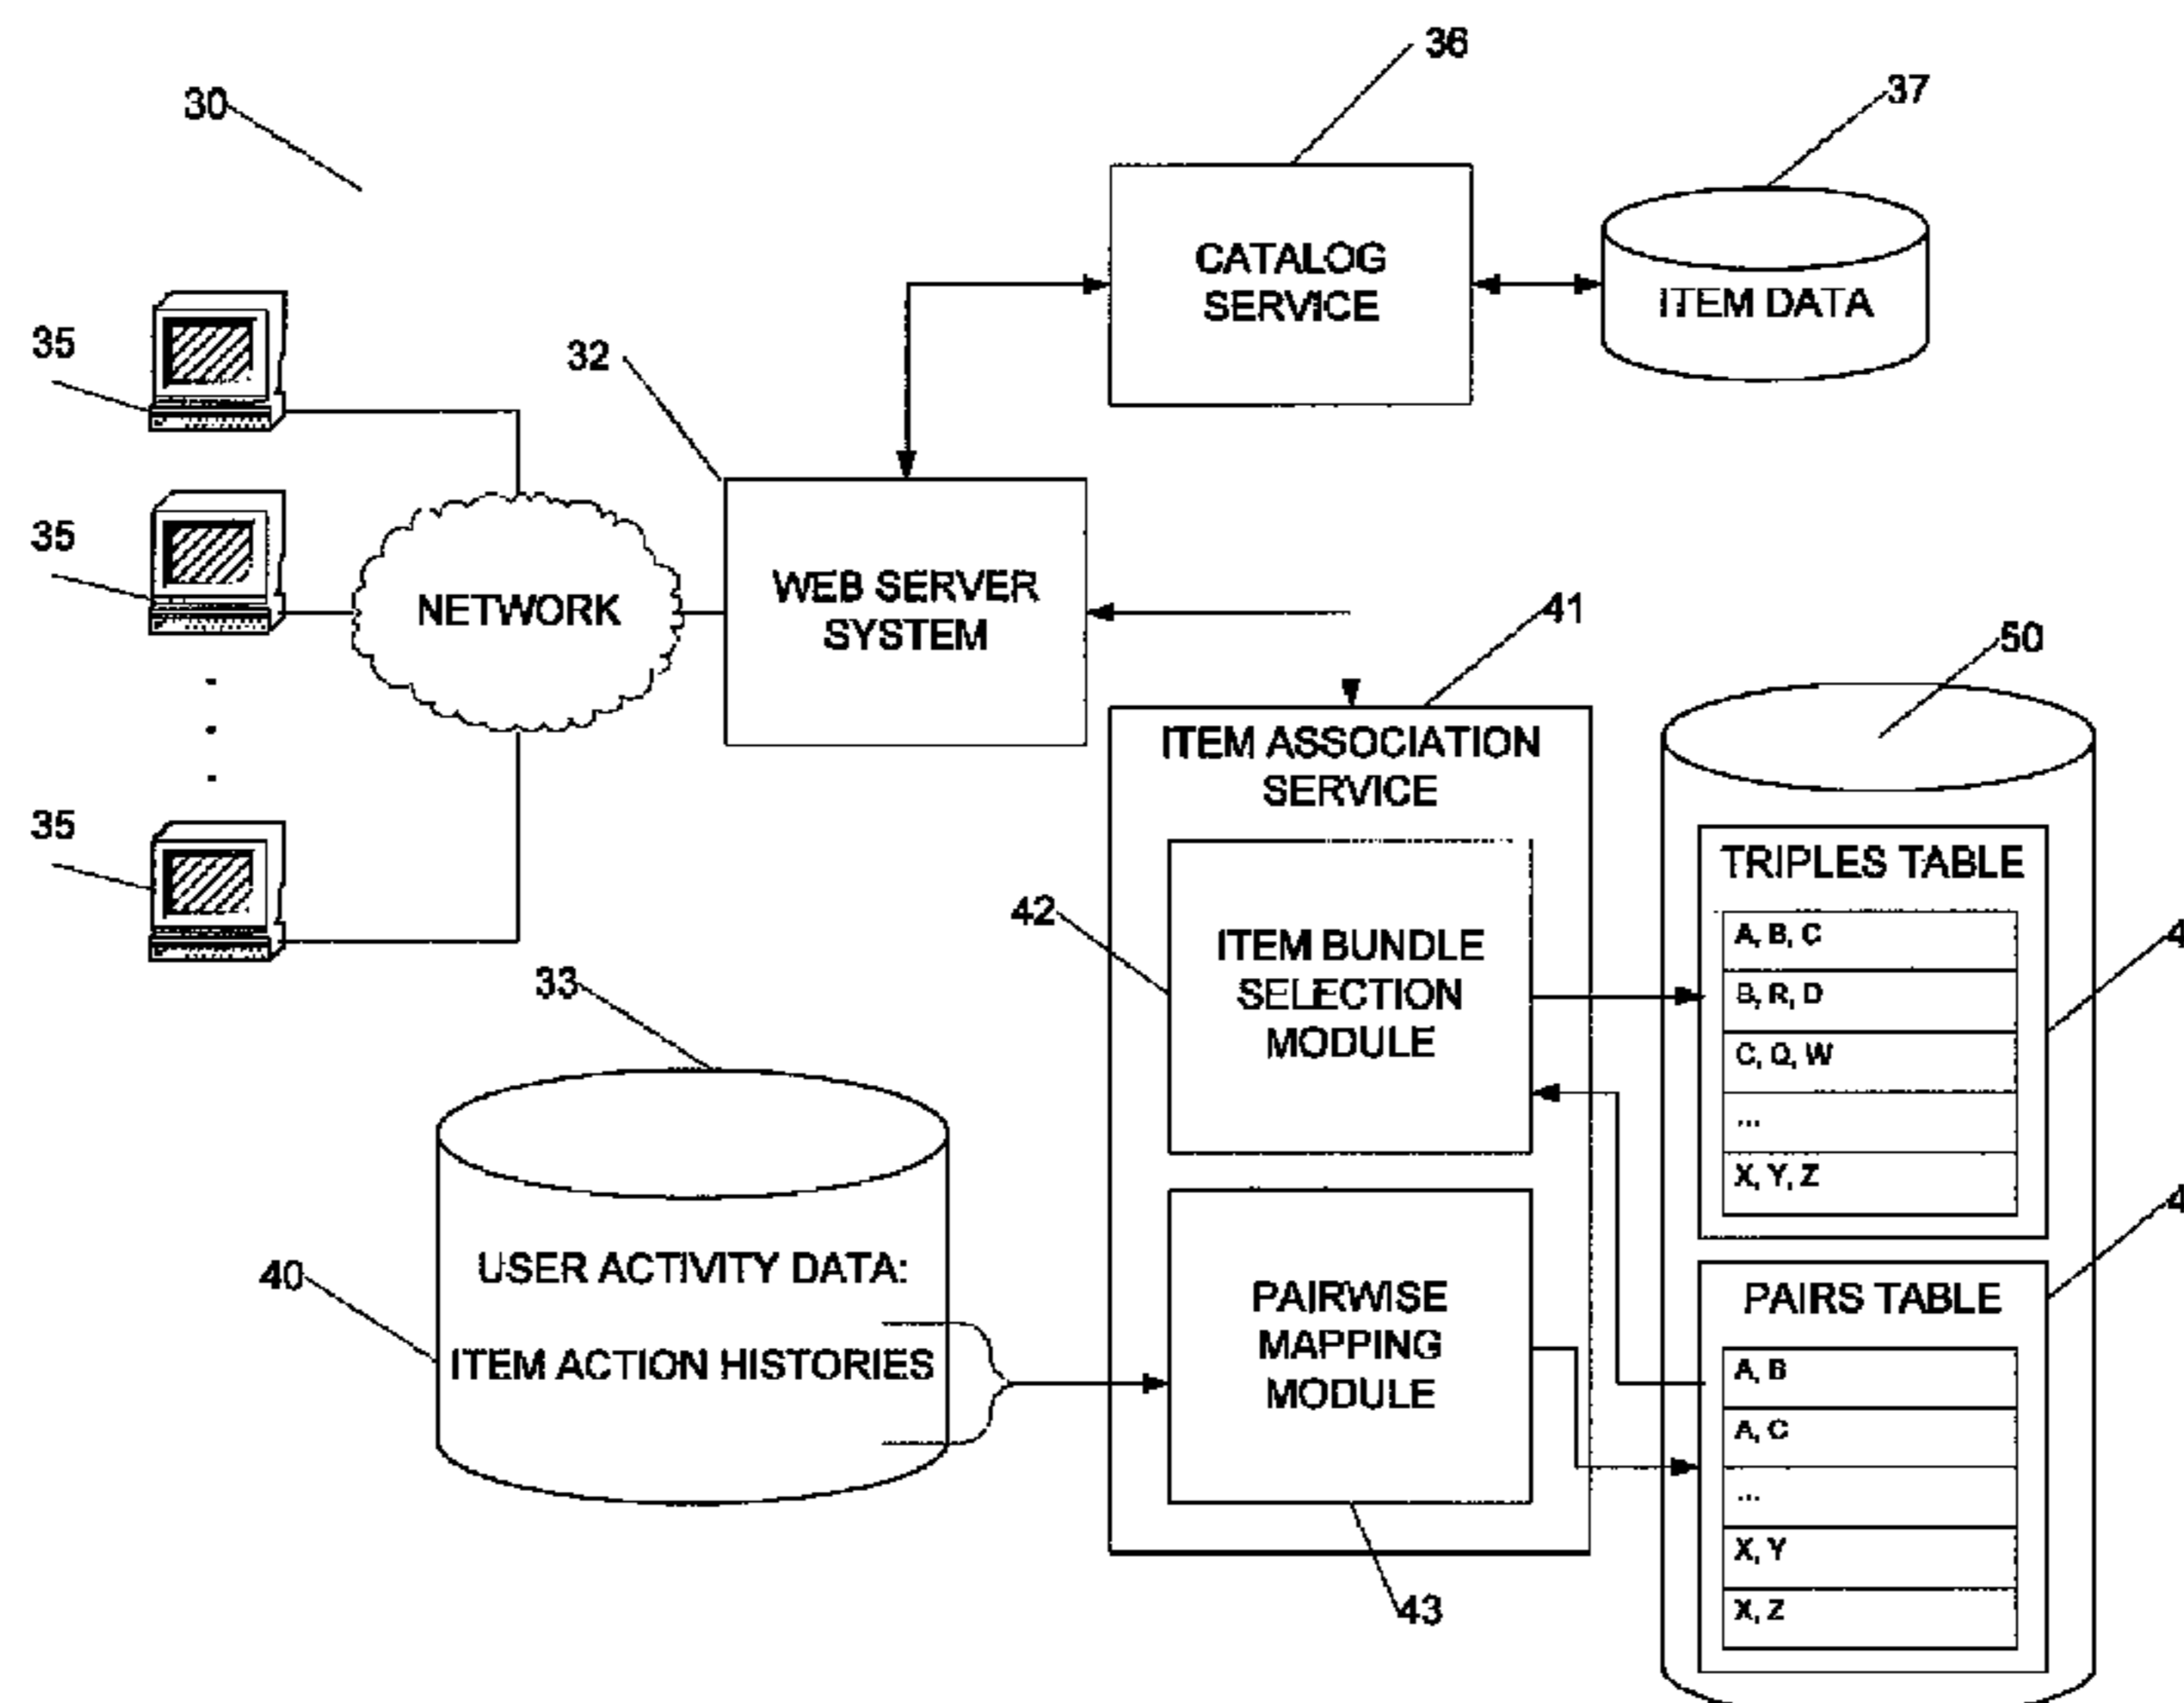 36
37
30
CATALOG
SERVICE
ITEM DATA
35
32
35
NETWORK
WEB SERVER
SYSTEM
41
50
ITEM ASSOCIATION
SERVICE
35
TRIPLES TABLE
42
ITEM BUNDLE
SELECTION
MODULE
A, B, C
B, R, D
C, Q, W
...
X, Y, Z
33
40
USER ACTIVITY DATA:
ITEM ACTION HISTORIES
PAIRWISE
MAPPING
MODULE
PAIRS TABLE
A, B
A, C
...
X, Y
X, Z
43